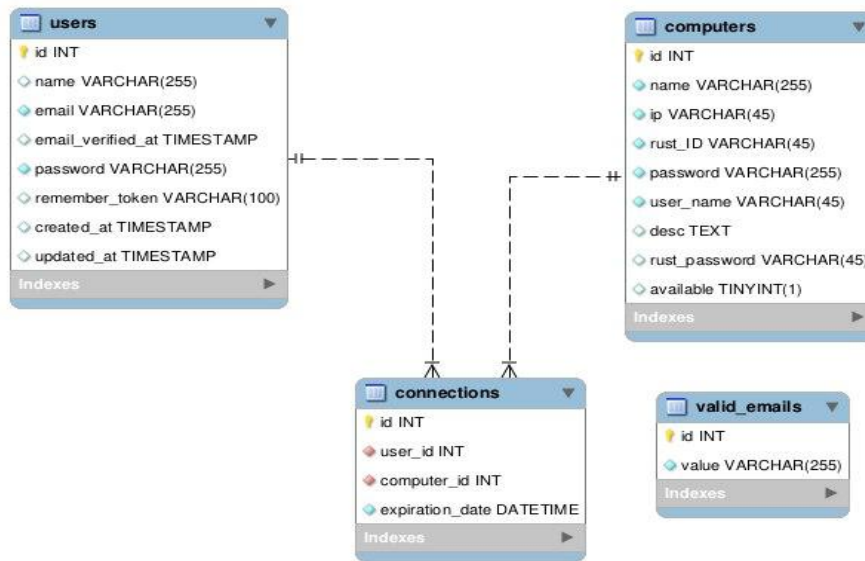 users
id INT
name VARCHAR(255)
email VARCHAR(255)
email_verified_at TIMESTAMP
password VARCHAR(255)
remember_token VARCHAR(100)
created_at TIMESTAMP
updated_at TIMESTAMP
Indexes
computers
id INT
name VARCHAR(255)
ip VARCHAR(45)
rust_ID VARCHAR(45)
password VARCHAR(255)
user_name VARCHAR(45)
desc TEXT
rust_password VARCHAR(45)
available TINYINT(1)
Indexes
connections
id INT
user_id INT
computer_id INT
expiration_date DATETIME
Indexes
valid_emails
id INT
value VARCHAR(255)
Indexes